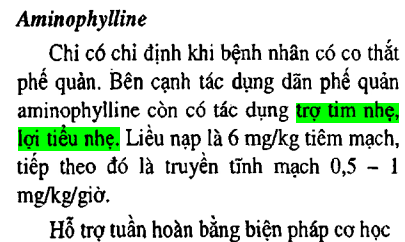 Aminophylline
Chỉ có chỉ định khi bệnh nhân có co thắt
phế quản. Bên cạnh tác dụng dãn phế quản
aminophylline còn có tác dụng trợ tim nhẹ,
lợi tiểu nhẹ. Liều nạp là 6 mg/kg tiêm mạch,
tiếp theo đó là truyền tĩnh mạch 0,5 – 1
mg/kg/giờ.
Hỗ trợ tuần hoàn bằng biện pháp cơ học